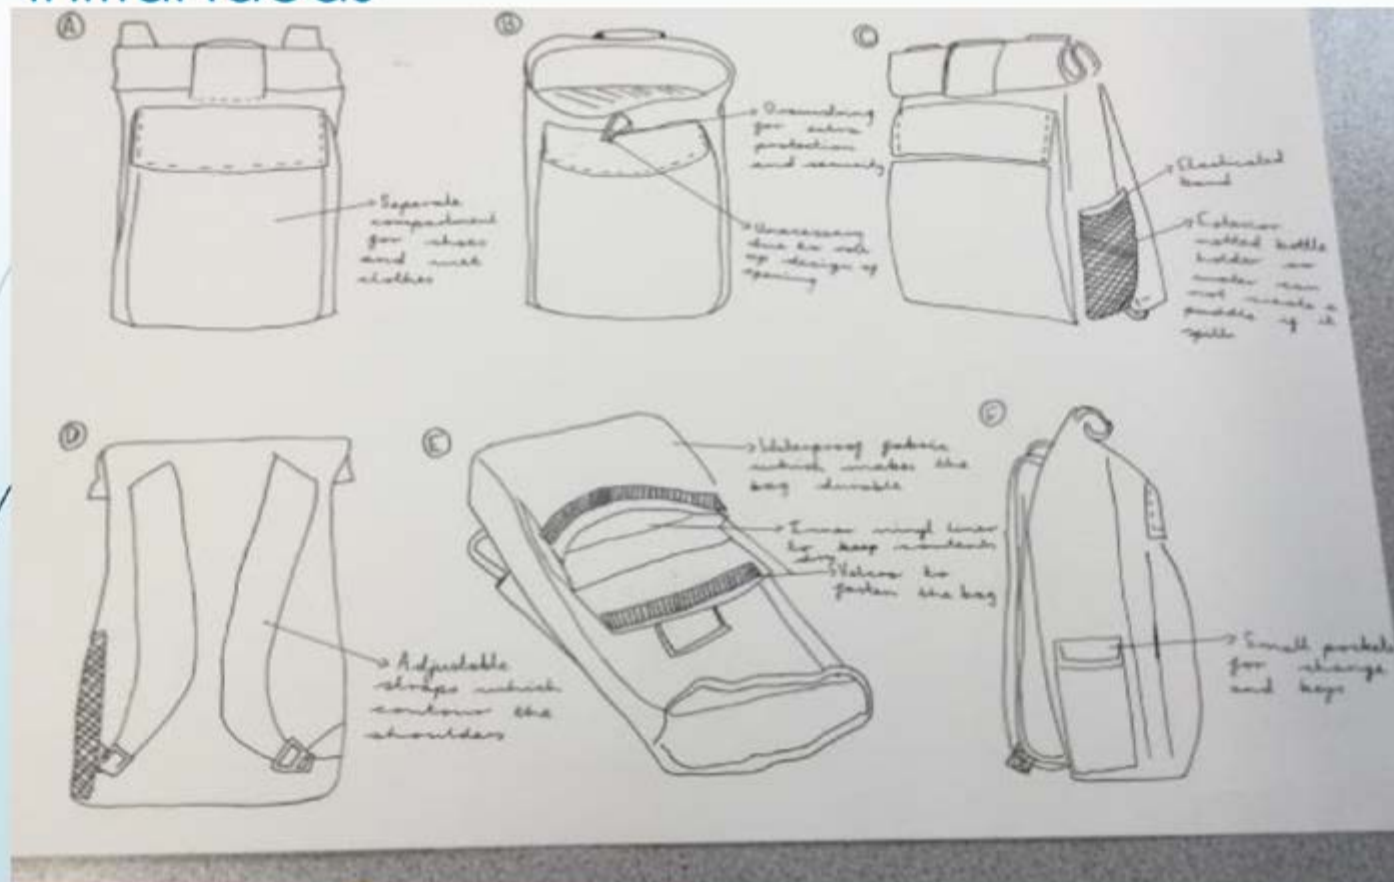 Initial ideas
A
B
C
Separate
compartment
for shoes
and wet
clothes
Drawstring
for extra
protection
and security
Unnecessary
due to roll
up design of
opening
Elasticated
band
Exterior
netted bottle
holder so
water can
not create a
puddle if it
spills
D
E
F
Adjustable
straps which
contour the
shoulders
Waterproof fabric
which makes the
bag durable
Inner vinyl liner
to keep contents
dry
Velcro to
fasten the bag
Small pockets
for change
and keys